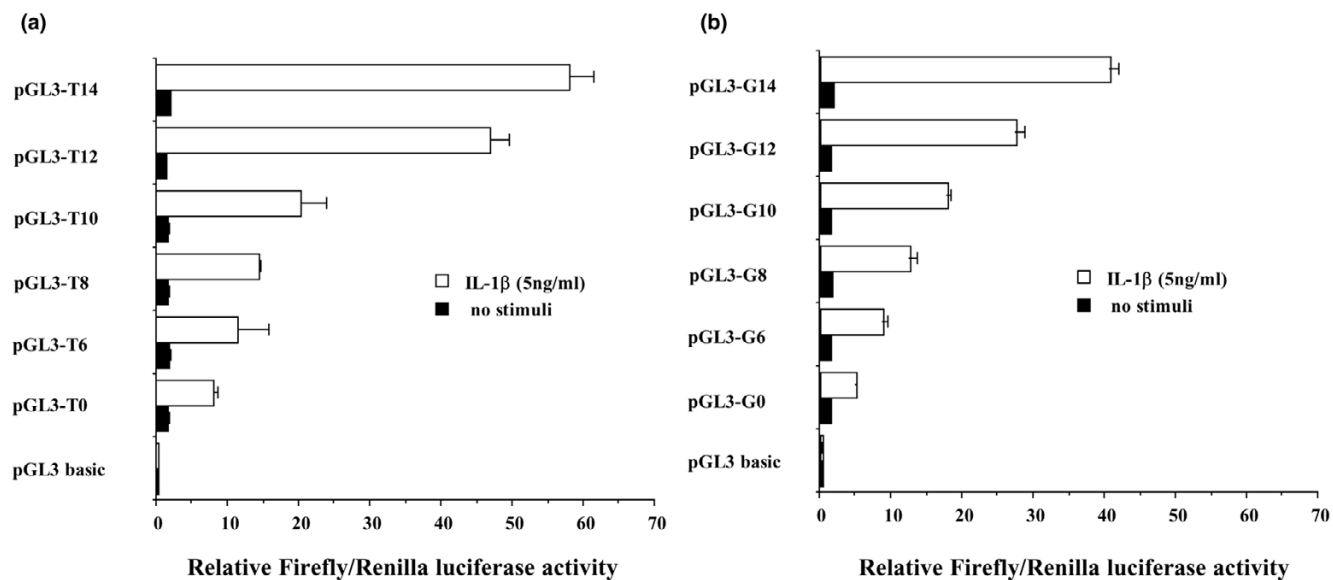 (a)
pGL3-T14
pGL3-T12
pGL3-T10
pGL3-T8
pGL3-T6
pGL3-T0
pGL3 basic
IL-1β (5ng/ml)
no stimuli
0 10 20 30 40 50 60 70
Relative Firefly/Renilla luciferase activity
(b)
pGL3-G14
pGL3-G12
pGL3-G10
pGL3-G8
pGL3-G6
pGL3-G0
pGL3 basic
IL-1β (5ng/ml)
no stimuli
0 10 20 30 40 50 60 70
Relative Firefly/Renilla luciferase activity